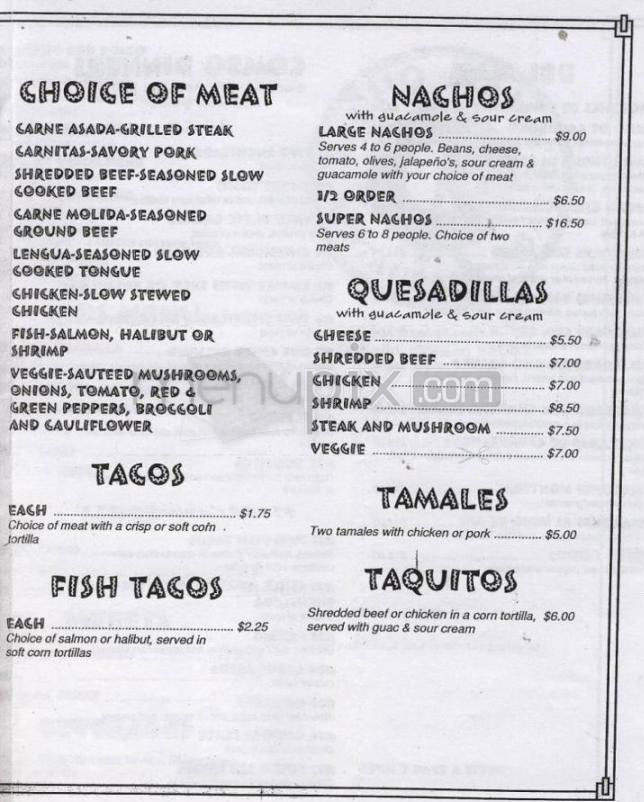 CHOICE OF MEAT
CARNE ASADA-GRILLED STEAK
CARNITAS-SAVORY PORK
SHREDDED BEEF-SEASONED SLOW
COOKED BEEF
CARNE MOLIDA-SEASONED
GROUND BEEF
LENGUA-SEASONED SLOW
COOKED TONGUE
CHICKEN-SLOW STEWED
CHICKEN
FISH-SALMON, HALIBUT OR
SHRIMP
VEGGIE-SAUTEED MUSHROOMS,
ONIONS, TOMATO, RED &
GREEN PEPPERS, BROCCOLI
AND CAULIFLOWER
TACOS
EACH ........................................ $1.75
Choice of meat with a crisp or soft corn
tortilla
FISH TACOS
EACH ........................................ $2.25
Choice of salmon or halibut, served in
soft corn tortillas
NACHOS
with guacamole & sour cream
LARGE NACHOS .............................. $9.00
Serves 4 to 6 people. Beans, cheese,
tomato, olives, jalapeño's, sour cream &
guacamole with your choice of meat
1/2 ORDER ........................................ $6.50
SUPER NACHOS .............................. $16.50
Serves 6 to 8 people. Choice of two
meats
QUESADILLAS
with guacamole & sour cream
CHEESE ........................................ $5.50
SHREDDED BEEF .............................. $7.00
CHICKEN ........................................ $7.00
SHRIMP ........................................ $8.50
STEAK AND MUSHROOM .............. $7.50
VEGGIE ........................................ $7.00
TAMALES
Two tamales with chicken or pork .............. $5.00
TAQUITOS
Shredded beef or chicken in a corn tortilla, $6.00
served with guac & sour cream
menupix.com